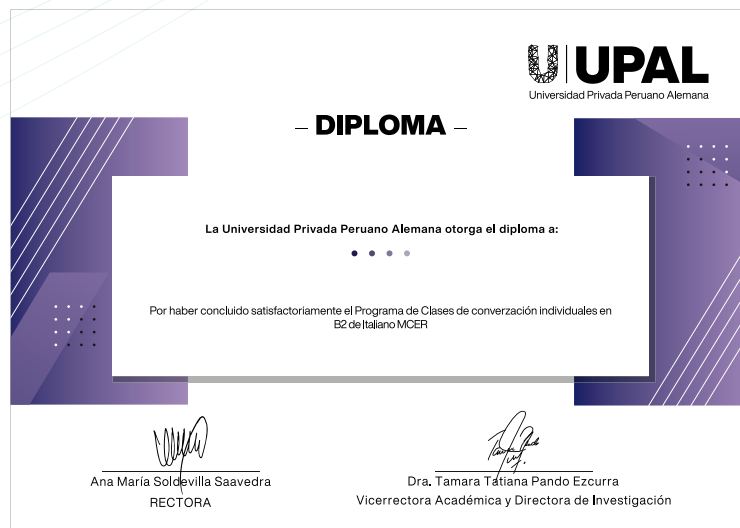 UPAL
Universidad Privada Peruano Alemana
– DIPLOMA –
La Universidad Privada Peruano Alemana otorga el diploma a:
Por haber concluido satisfactoriamente el Programa de Clases de converzación individuales en
B2 de Italiano MCER
Ana María Soldevilla Saavedra
RECTORA
Dra. Tamara Tatiana Pando Ezcurra
Vicerrectora Académica y Directora de Investigación